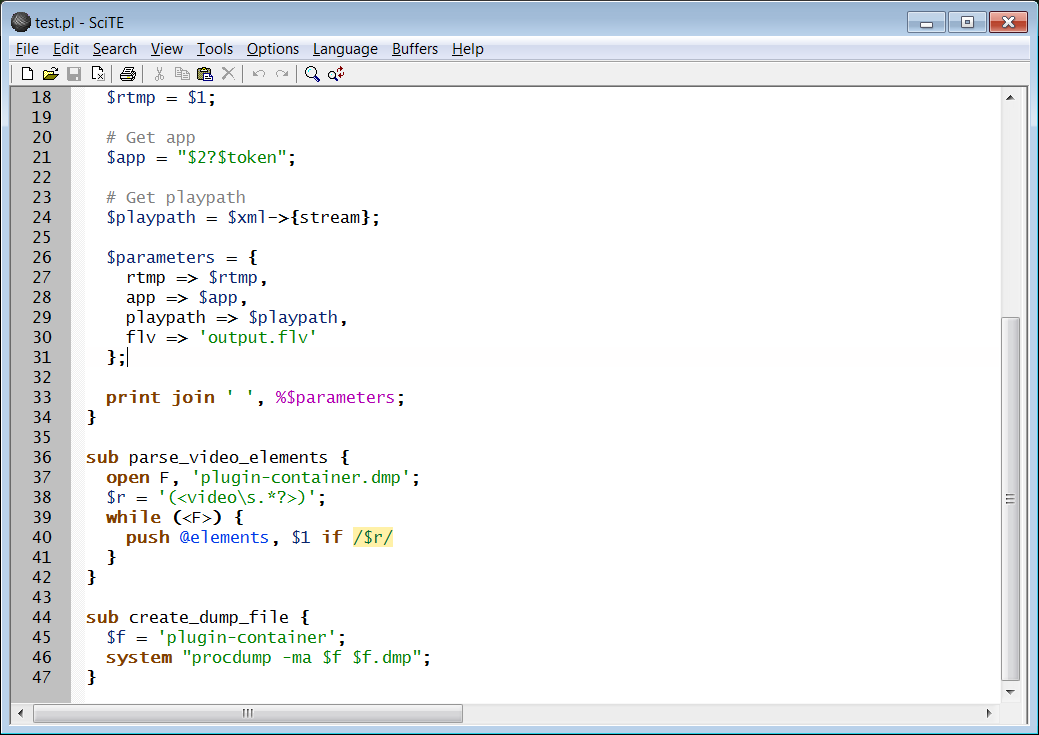 test.pl - SciTE
File Edit Search View Tools Options Language Buffers Help
18 $rtmp = $1;
19
20 # Get app
21 $app = "$2?$token";
22
23 # Get playpath
24 $playpath = $xml->{stream};
25
26 $parameters = {
27 rtmp => $rtmp,
28 app => $app,
29 playpath => $playpath,
30 flv => 'output.flv'
31 };
32
33 print join ' ', %$parameters;
34 }
35
36 sub parse_video_elements {
37 open F, 'plugin-container.dmp';
38 $r = '(<video\s.*?>)';
39 while (<F>) {
40 push @elements, $1 if /$r/
41 }
42 }
43
44 sub create_dump_file {
45 $f = 'plugin-container';
46 system "procdump -ma $f $f.dmp";
47 }